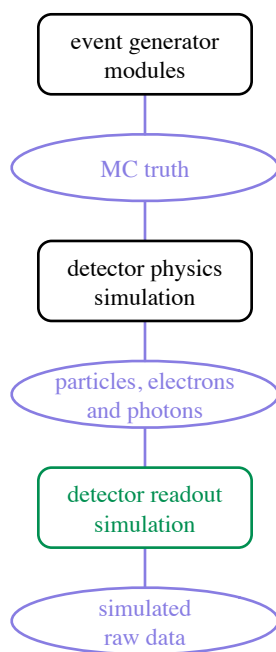 event generator
modules
MC truth
detector physics
simulation
particles, electrons
and photons
detector readout
simulation
simulated
raw data